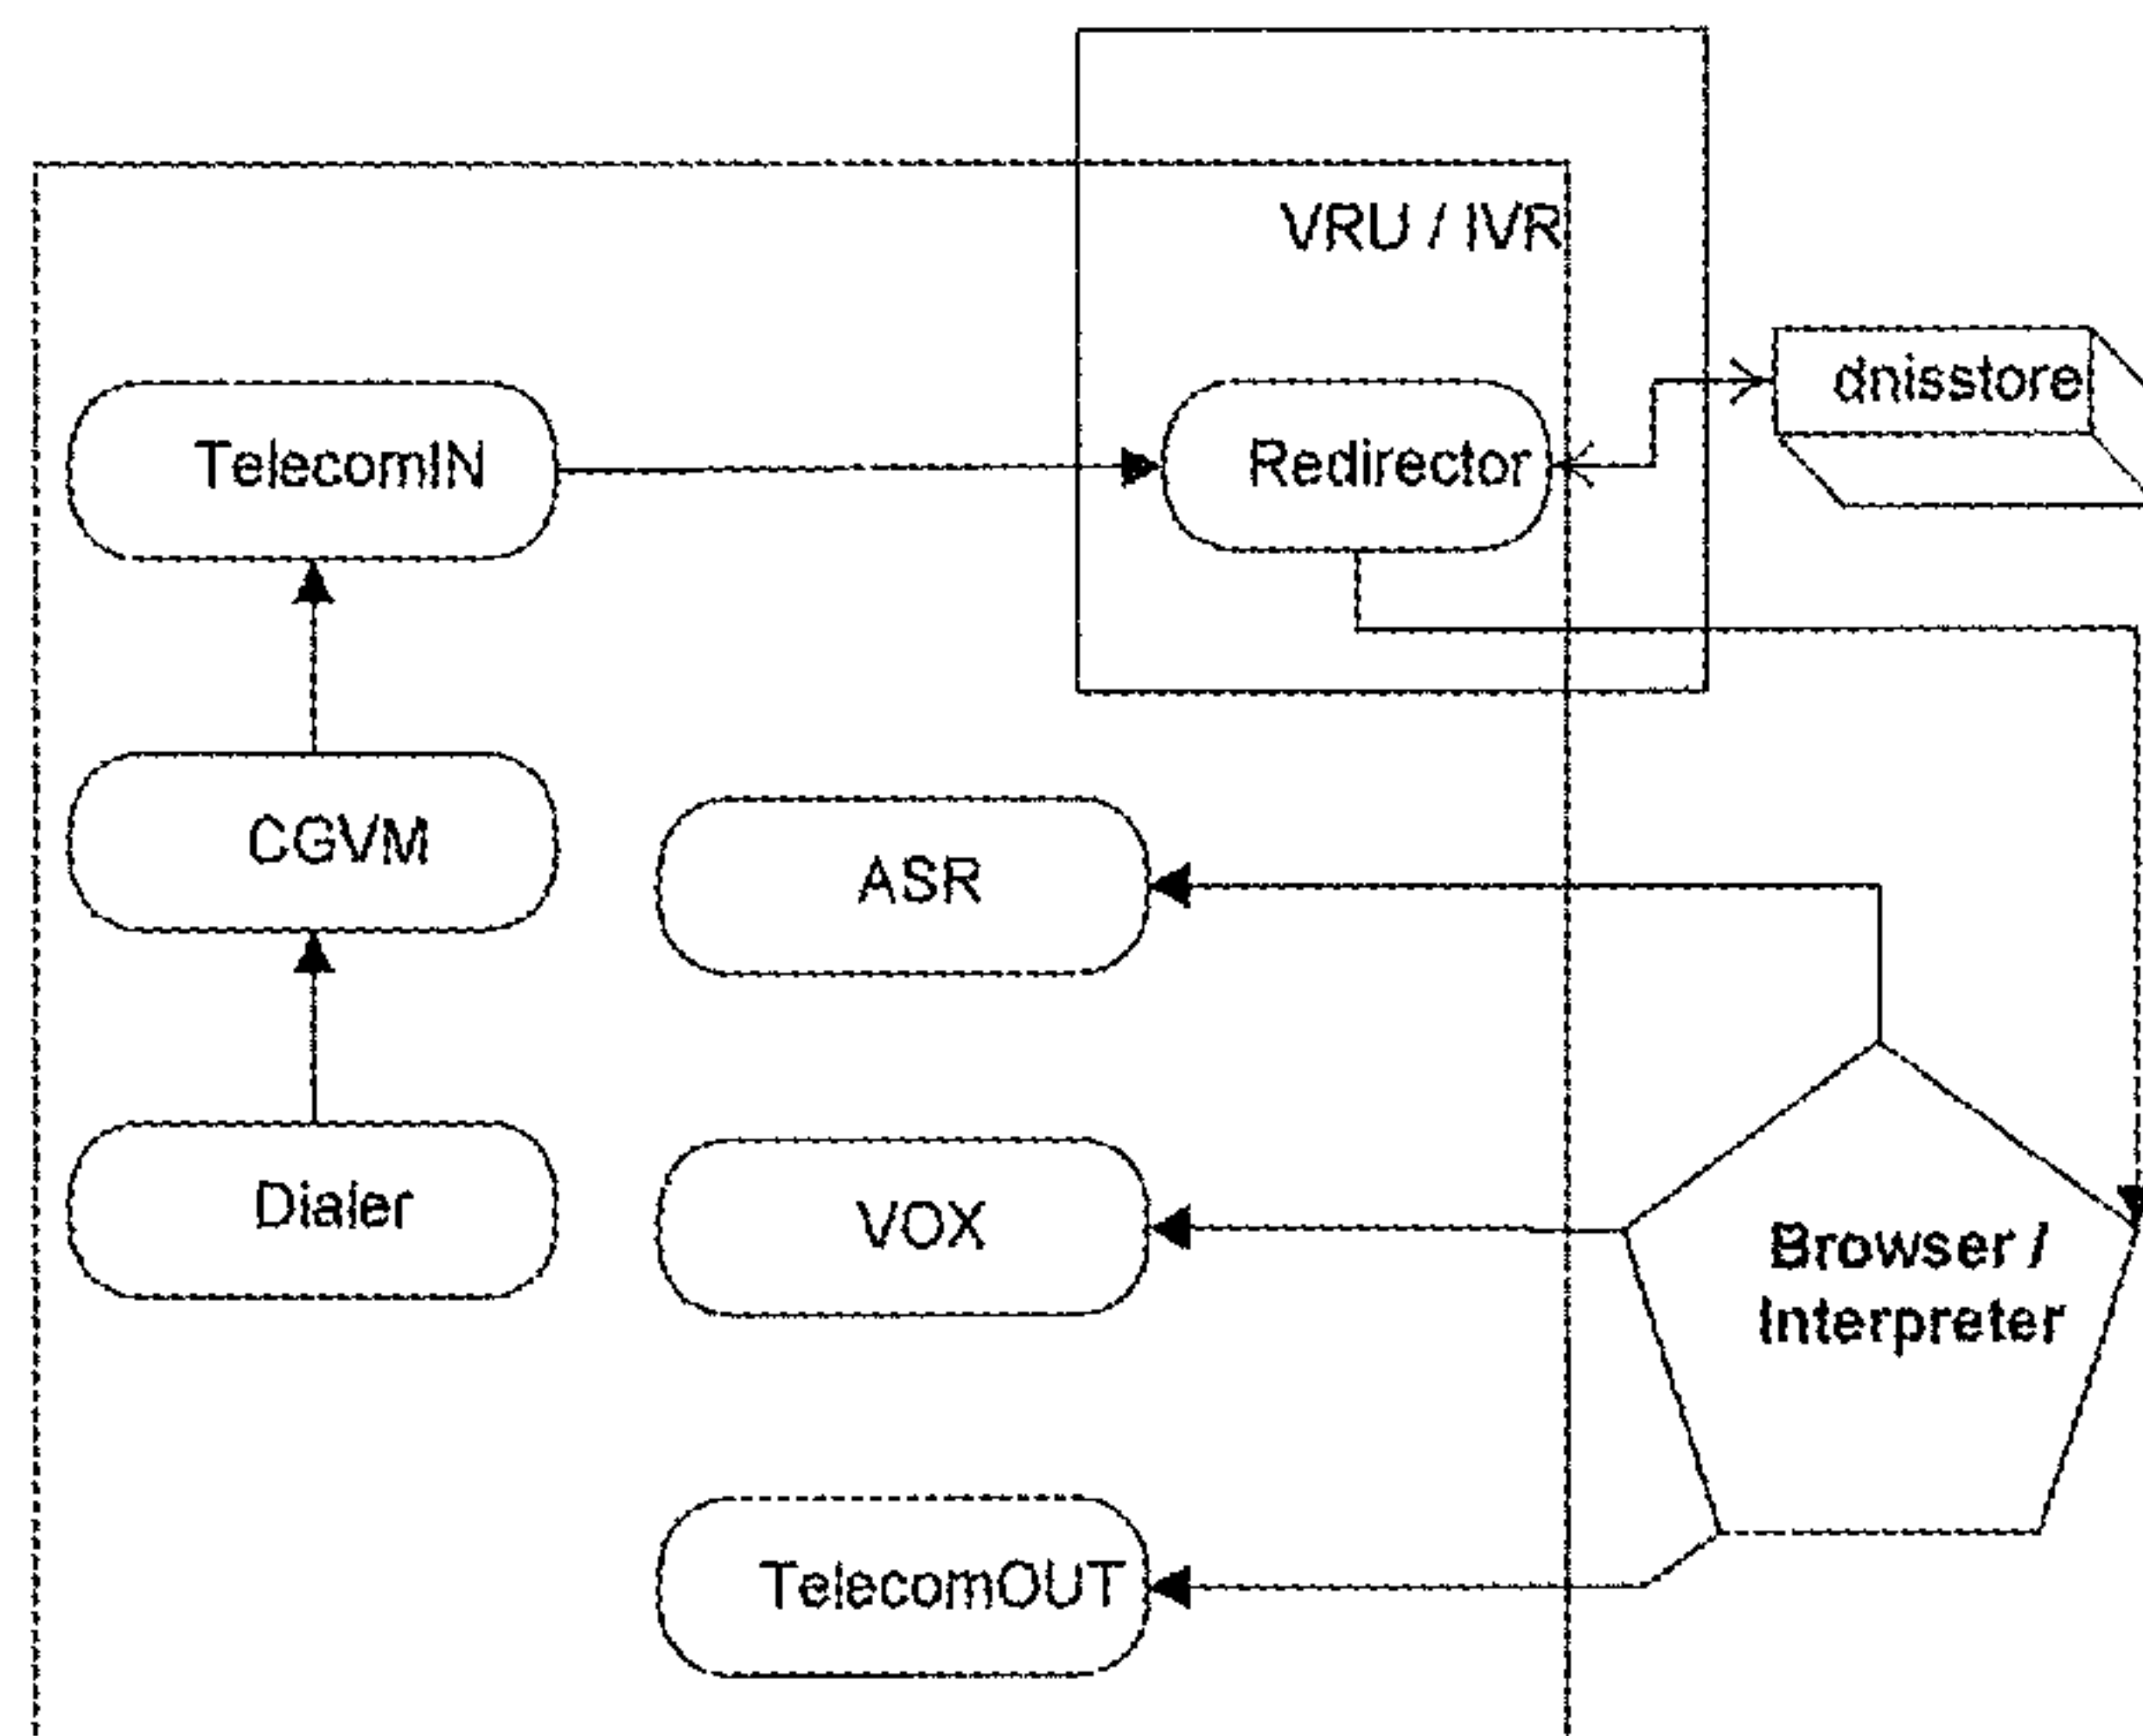 VRU / IVR
dnisstore
TelecomIN
Redirector
CGVM
ASR
Dialer
VOX
Browser /
Interpreter
TelecomOUT